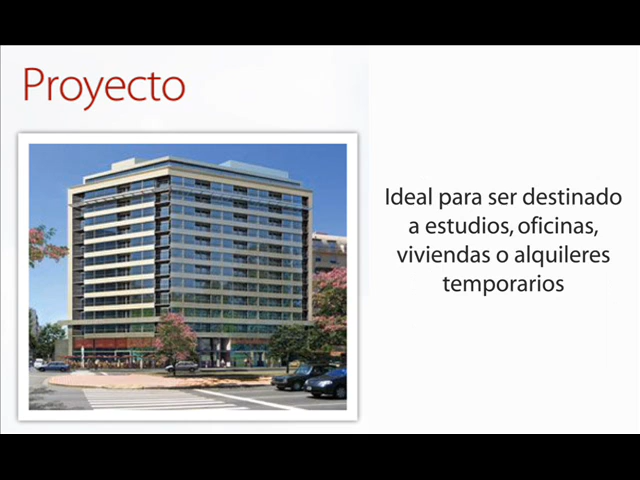 Proyecto
Ideal para ser destinado
a estudios, oficinas,
viviendas o alquileres
temporarios